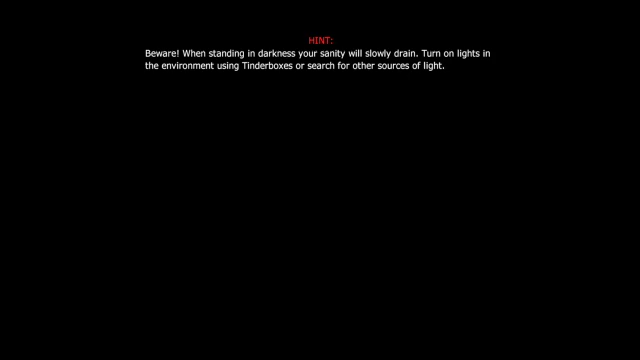 HINT:
Beware! When standing in darkness your sanity will slowly drain. Turn on lights in
the environment using Tinderboxes or search for other sources of light.